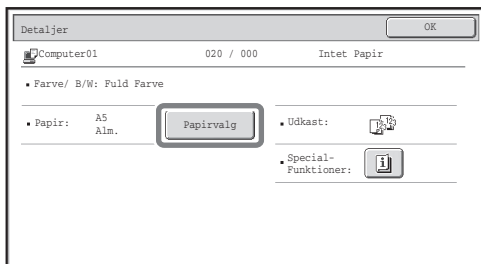 Detaljer
OK
Computer01 020 / 000 Intet Papir
▪ Farve/ B/W: Fuld Farve
▪ Papir: A5
Alm.
Papirvalg
▪ Udkast:
▪ Special-
Funktioner: